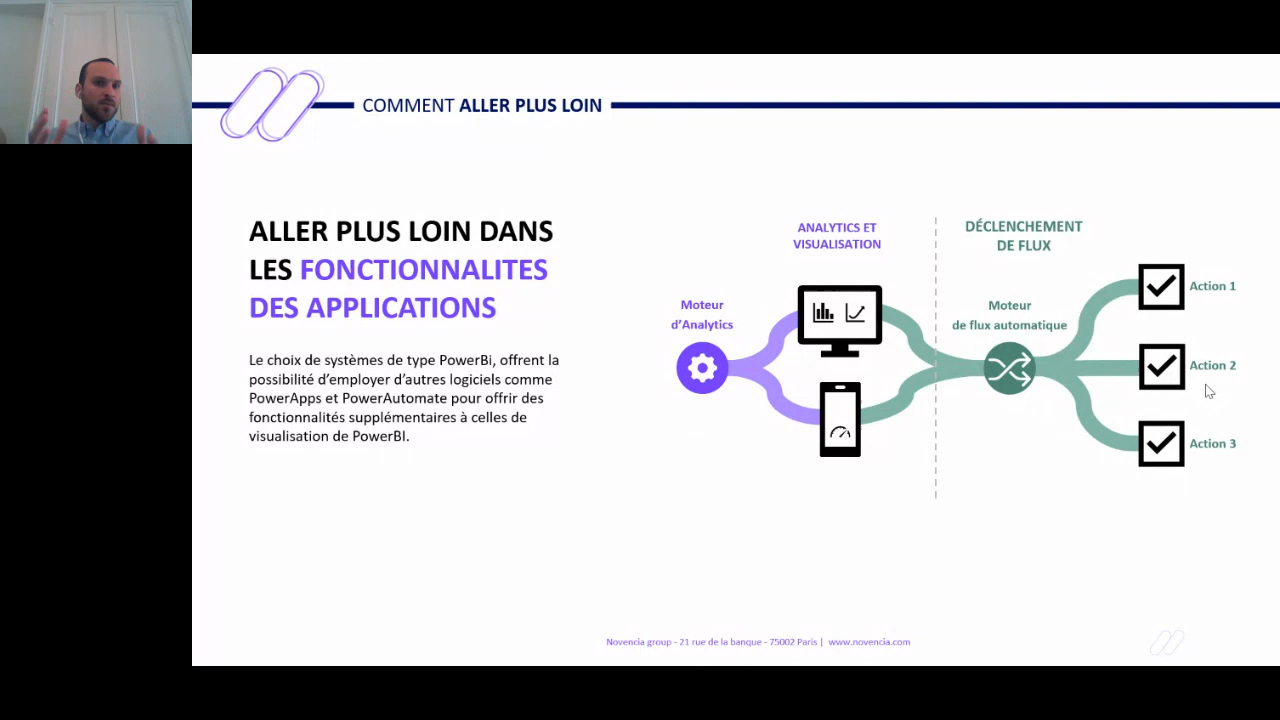 COMMENT ALLER PLUS LOIN
ALLER PLUS LOIN DANS
LES FONCTIONNALITES
DES APPLICATIONS
Le choix de systèmes de type PowerBi, offrent la
possibilité d’employer d’autres logiciels comme
PowerApps et PowerAutomate pour offrir des
fonctionnalités supplémentaires à celles de
visualisation de PowerBI.
ANALYTICS ET
VISUALISATION
DÉCLENCHEMENT
DE FLUX
Moteur
d’Analytics
Moteur
de flux automatique
Action 1
Action 2
Action 3
Novencia group - 21 rue de la banque - 75002 Paris | www.novencia.com